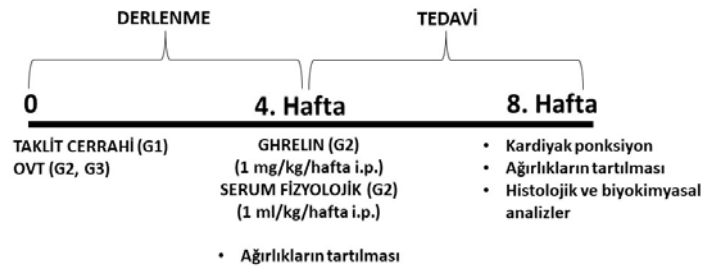 DERLENME
TEDAVİ
0
4. Hafta
8. Hafta
TAKLİT CERRAHİ (G1)
OVT (G2, G3)
GHRELIN (G2)
(1 mg/kg/hafta i.p.)
SERUM FİZYOLOJİK (G2)
(1 ml/kg/hafta i.p.)
• Ağırlıkların tartılması
• Kardiyak ponksiyon
• Ağırlıkların tartılması
• Histolojik ve biyokimyasal
analizler